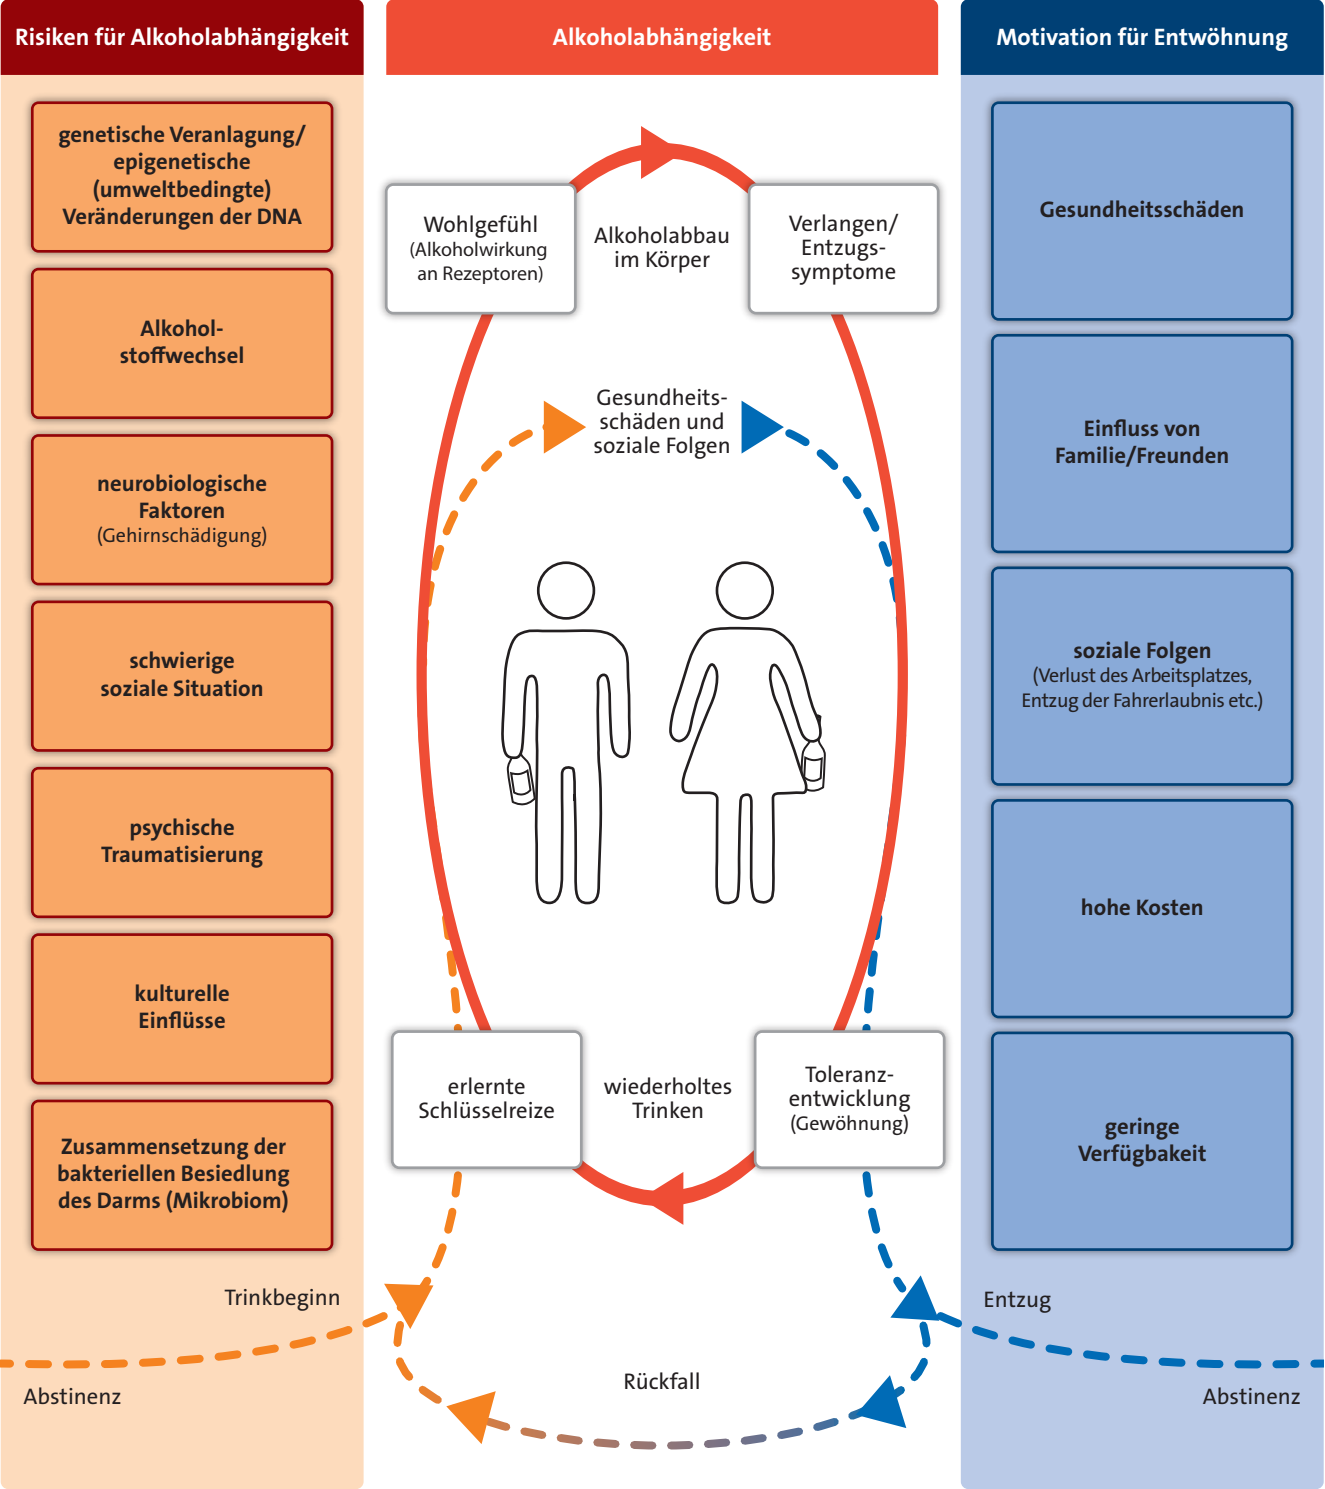 Risiken für Alkoholabhängigkeit
genetische Veranlagung/
epigenetische
(umweltbedingte)
Veränderungen der DNA
Alkohol-
stoffwechsel
neurobiologische
Faktoren
(Gehirnschädigung)
schwierige
soziale Situation
psychische
Traumatisierung
kulturelle
Einflüsse
Zusammensetzung der
bakteriellen Besiedlung
des Darms (Mikrobiom)
Trinkbeginn
Abstinenz
Alkoholabhängigkeit
Wohlgefühl
(Alkoholwirkung
an Rezeptoren)
Alkoholabbau
im Körper
Verlangen/
Entzugs-
symptome
Gesundheits-
schäden und
soziale Folgen
erlernte
Schlüsselreize
wiederholtes
Trinken
Toleranz-
entwicklung
(Gewöhnung)
Rückfall
Motivation für Entwöhnung
Gesundheitsschäden
Einfluss von
Familie/Freunden
soziale Folgen
(Verlust des Arbeitsplatzes,
Entzug der Fahrerlaubnis etc.)
hohe Kosten
geringe
Verfügbakeit
Entzug
Abstinenz